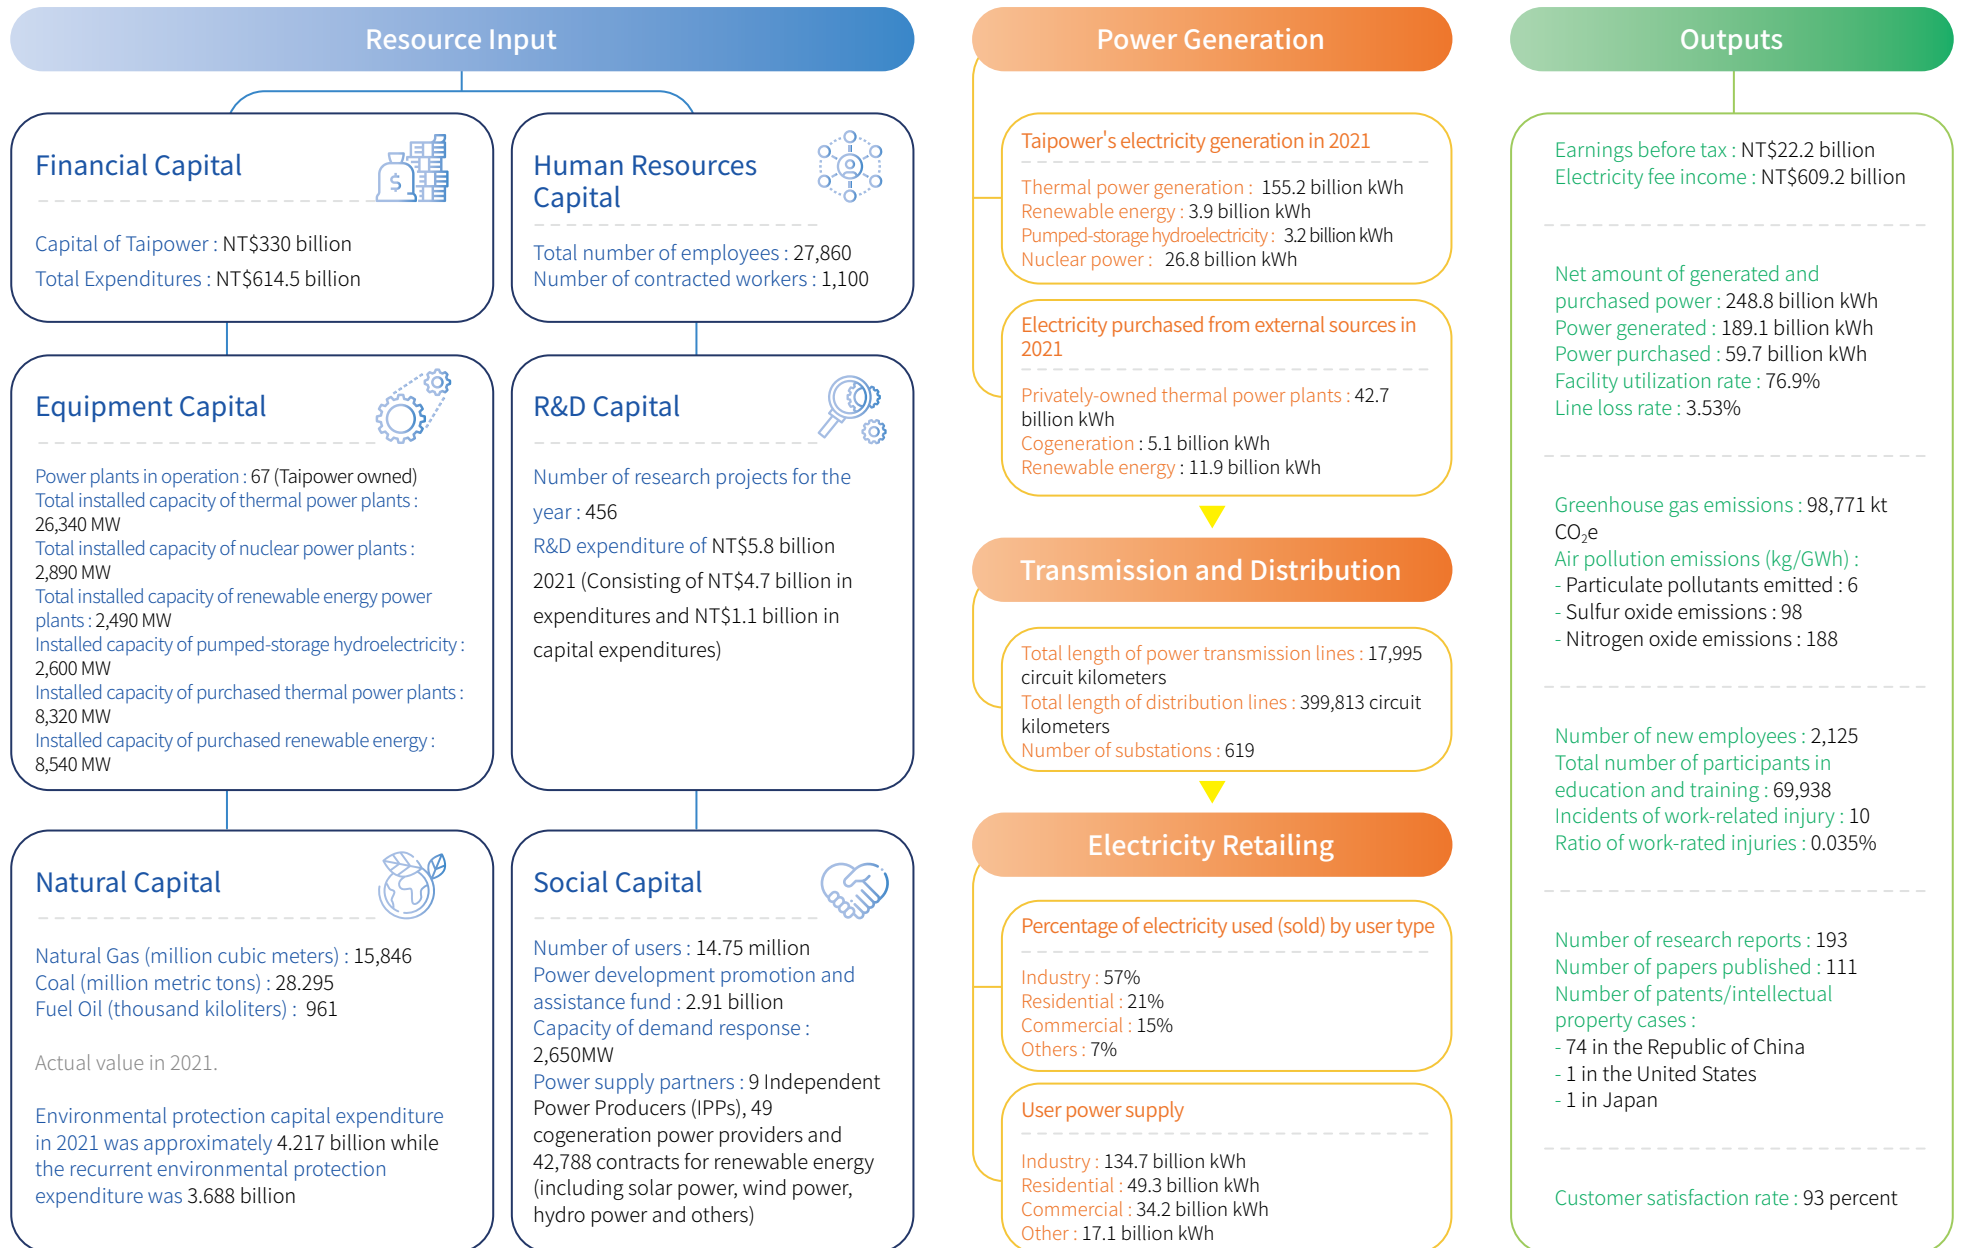 Resource Input
Financial Capital
Capital of Taipower : NT$330 billion
Total Expenditures : NT$614.5 billion
Human Resources
Capital
Total number of employees : 27,860
Number of contracted workers : 1,100
Equipment Capital
Power plants in operation : 67 (Taipower owned)
Total installed capacity of thermal power plants :
26,340 MW
Total installed capacity of nuclear power plants :
2,890 MW
Total installed capacity of renewable energy power
plants : 2,490 MW
Installed capacity of pumped-storage hydroelectricity :
2,600 MW
Installed capacity of purchased thermal power plants :
8,320 MW
Installed capacity of purchased renewable energy :
8,540 MW
R&D Capital
Number of research projects for the
year : 456
R&D expenditure of NT$5.8 billion
2021 (Consisting of NT$4.7 billion in
expenditures and NT$1.1 billion in
capital expenditures)
Natural Capital
Natural Gas (million cubic meters) : 15,846
Coal (million metric tons) : 28.295
Fuel Oil (thousand kiloliters) : 961
Actual value in 2021.
Environmental protection capital expenditure
in 2021 was approximately 4.217 billion while
the recurrent environmental protection
expenditure was 3.688 billion
Social Capital
Number of users : 14.75 million
Power development promotion and
assistance fund : 2.91 billion
Capacity of demand response :
2,650MW
Power supply partners : 9 Independent
Power Producers (IPPs), 49
cogeneration power providers and
42,788 contracts for renewable energy
(including solar power, wind power,
hydro power and others)
Power Generation
Taipower's electricity generation in 2021
Thermal power generation : 155.2 billion kWh
Renewable energy : 3.9 billion kWh
Pumped-storage hydroelectricity : 3.2 billion kWh
Nuclear power : 26.8 billion kWh
Electricity purchased from external sources in
2021
Privately-owned thermal power plants : 42.7
billion kWh
Cogeneration : 5.1 billion kWh
Renewable energy : 11.9 billion kWh
Transmission and Distribution
Total length of power transmission lines : 17,995
circuit kilometers
Total length of distribution lines : 399,813 circuit
kilometers
Number of substations : 619
Electricity Retailing
Percentage of electricity used (sold) by user type
Industry : 57%
Residential : 21%
Commercial : 15%
Others : 7%
User power supply
Industry : 134.7 billion kWh
Residential : 49.3 billion kWh
Commercial : 34.2 billion kWh
Other : 17.1 billion kWh
Outputs
Earnings before tax : NT$22.2 billion
Electricity fee income : NT$609.2 billion
Net amount of generated and
purchased power : 248.8 billion kWh
Power generated : 189.1 billion kWh
Power purchased : 59.7 billion kWh
Facility utilization rate : 76.9%
Line loss rate : 3.53%
Greenhouse gas emissions : 98,771 kt
CO₂e
Air pollution emissions (kg/GWh) :
- Particulate pollutants emitted : 6
- Sulfur oxide emissions : 98
- Nitrogen oxide emissions : 188
Number of new employees : 2,125
Total number of participants in
education and training : 69,938
Incidents of work-related injury : 10
Ratio of work-rated injuries : 0.035%
Number of research reports : 193
Number of papers published : 111
Number of patents/intellectual
property cases :
- 74 in the Republic of China
- 1 in the United States
- 1 in Japan
Customer satisfaction rate : 93 percent